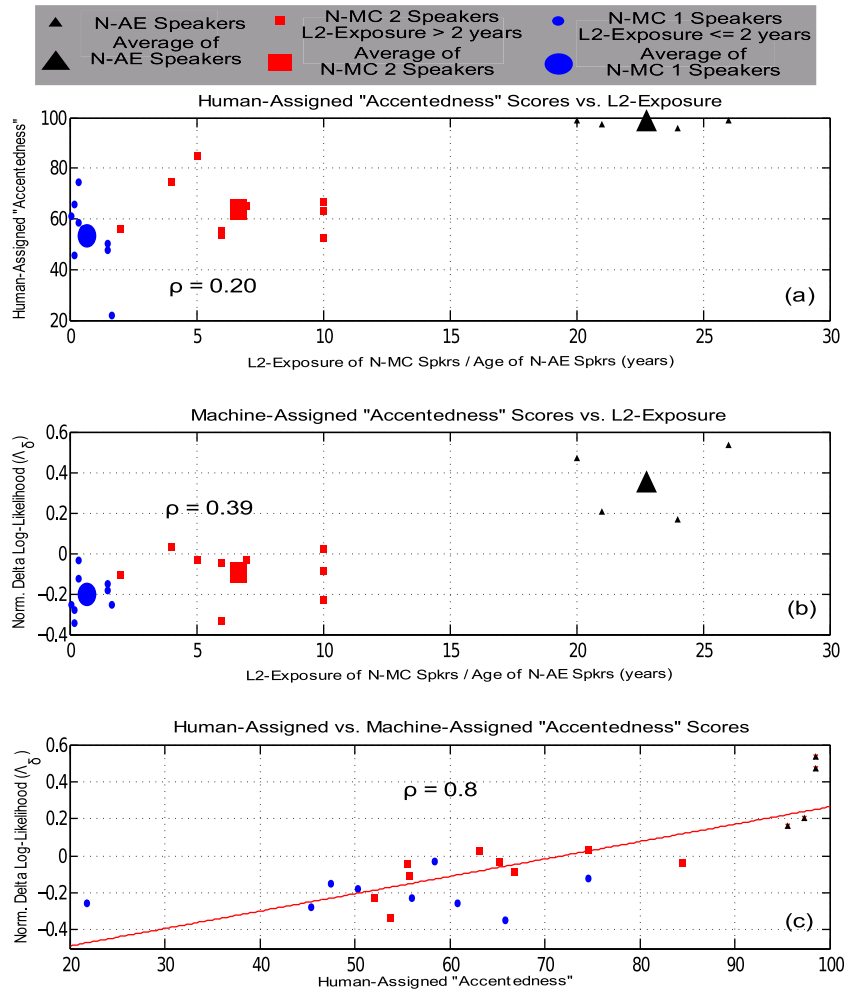 N-AE Speakers
Average of
N-AE Speakers
N-MC 2 Speakers
L2-Exposure > 2 years
Average of
N-MC 2 Speakers
N-MC 1 Speakers
L2-Exposure <= 2 years
Average of
N-MC 1 Speakers
Human-Assigned "Accentedness" Scores vs. L2-Exposure
Human-Assigned "Accentedness"
100
80
60
40
20
ρ = 0.20
(a)
0 5 10 15 20 25 30
L2-Exposure of N-MC Spkrs / Age of N-AE Spkrs (years)
Machine-Assigned "Accentedness" Scores vs. L2-Exposure
Norm. Delta Log-Likelihood (Λδ)
0.6
0.4
0.2
0
−0.2
−0.4
ρ = 0.39
(b)
0 5 10 15 20 25 30
L2-Exposure of N-MC Spkrs / Age of N-AE Spkrs (years)
Human-Assigned vs. Machine-Assigned "Accentedness" Scores
Norm. Delta Log-Likelihood (Λδ)
0.6
0.4
0.2
0
−0.2
−0.4
ρ = 0.8
(c)
20 30 40 50 60 70 80 90 100
Human-Assigned "Accentedness"